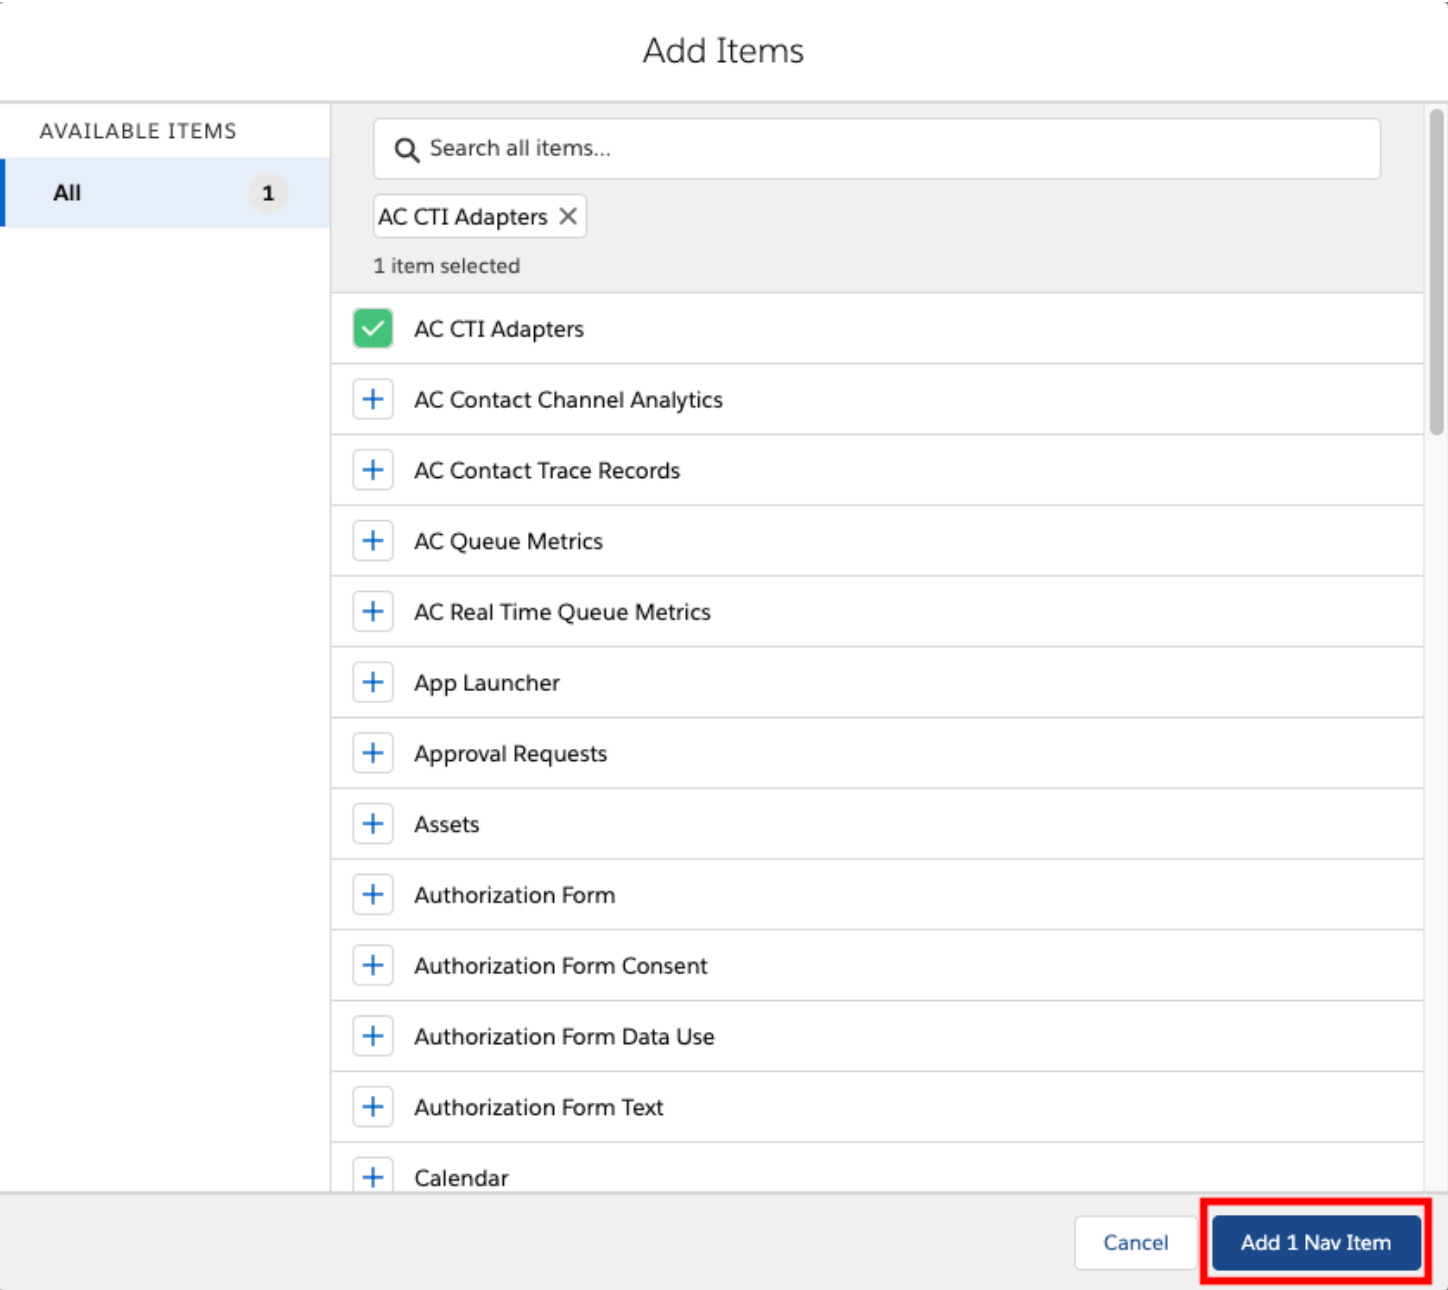 Add Items
AVAILABLE ITEMS
All 1
Search all items...
AC CTI Adapters
1 item selected
AC CTI Adapters
AC Contact Channel Analytics
AC Contact Trace Records
AC Queue Metrics
AC Real Time Queue Metrics
App Launcher
Approval Requests
Assets
Authorization Form
Authorization Form Consent
Authorization Form Data Use
Authorization Form Text
Calendar
Cancel
Add 1 Nav Item